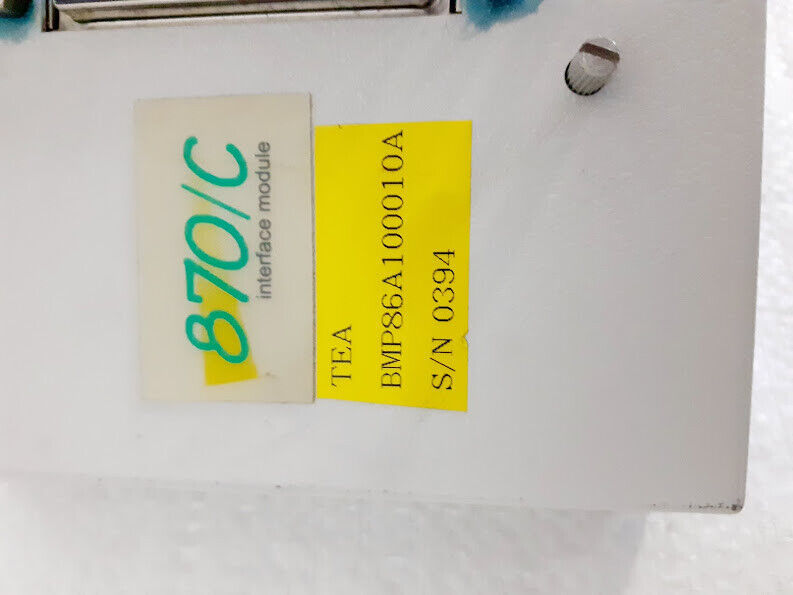 870/C
interface module
TEA
BMP86A100010A
S/N 0394